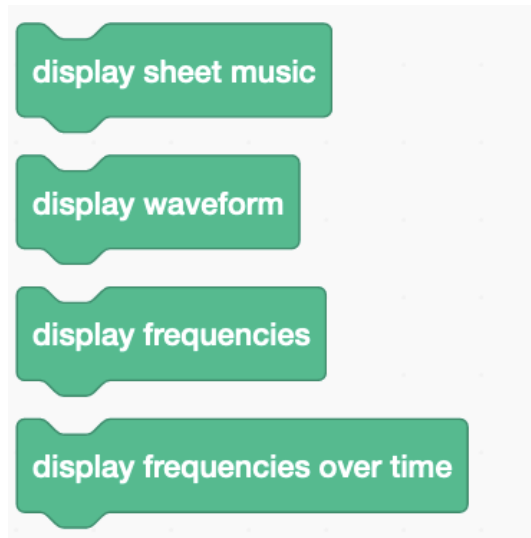 display sheet music
display waveform
display frequencies
display frequencies over time